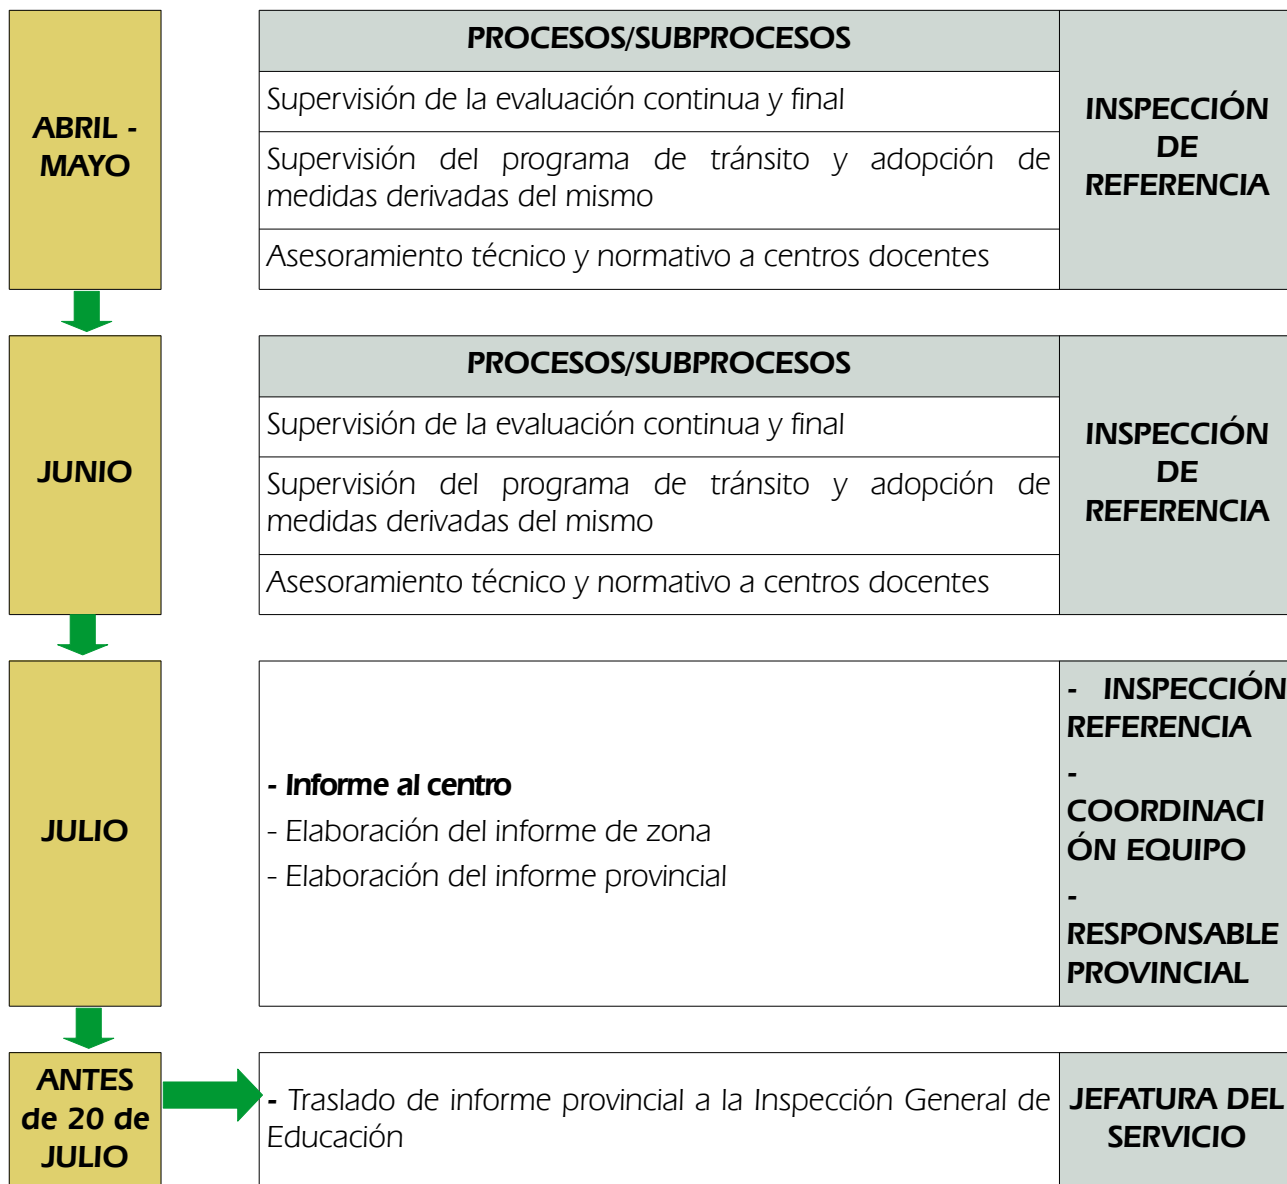 ABRIL -
MAYO
PROCESOS/SUBPROCESOS
Supervisión de la evaluación continua y final
Supervisión del programa de tránsito y adopción de
medidas derivadas del mismo
Asesoramiento técnico y normativo a centros docentes
INSPECCIÓN
DE
REFERENCIA
JUNIO
PROCESOS/SUBPROCESOS
Supervisión de la evaluación continua y final
Supervisión del programa de tránsito y adopción de
medidas derivadas del mismo
Asesoramiento técnico y normativo a centros docentes
INSPECCIÓN
DE
REFERENCIA
JULIO
- Informe al centro
- Elaboración del informe de zona
- Elaboración del informe provincial
- INSPECCIÓN
REFERENCIA
-
COORDINACI
ÓN EQUIPO
-
RESPONSABLE
PROVINCIAL
ANTES
de 20 de
JULIO
- Traslado de informe provincial a la Inspección General de
Educación
JEFATURA DEL
SERVICIO